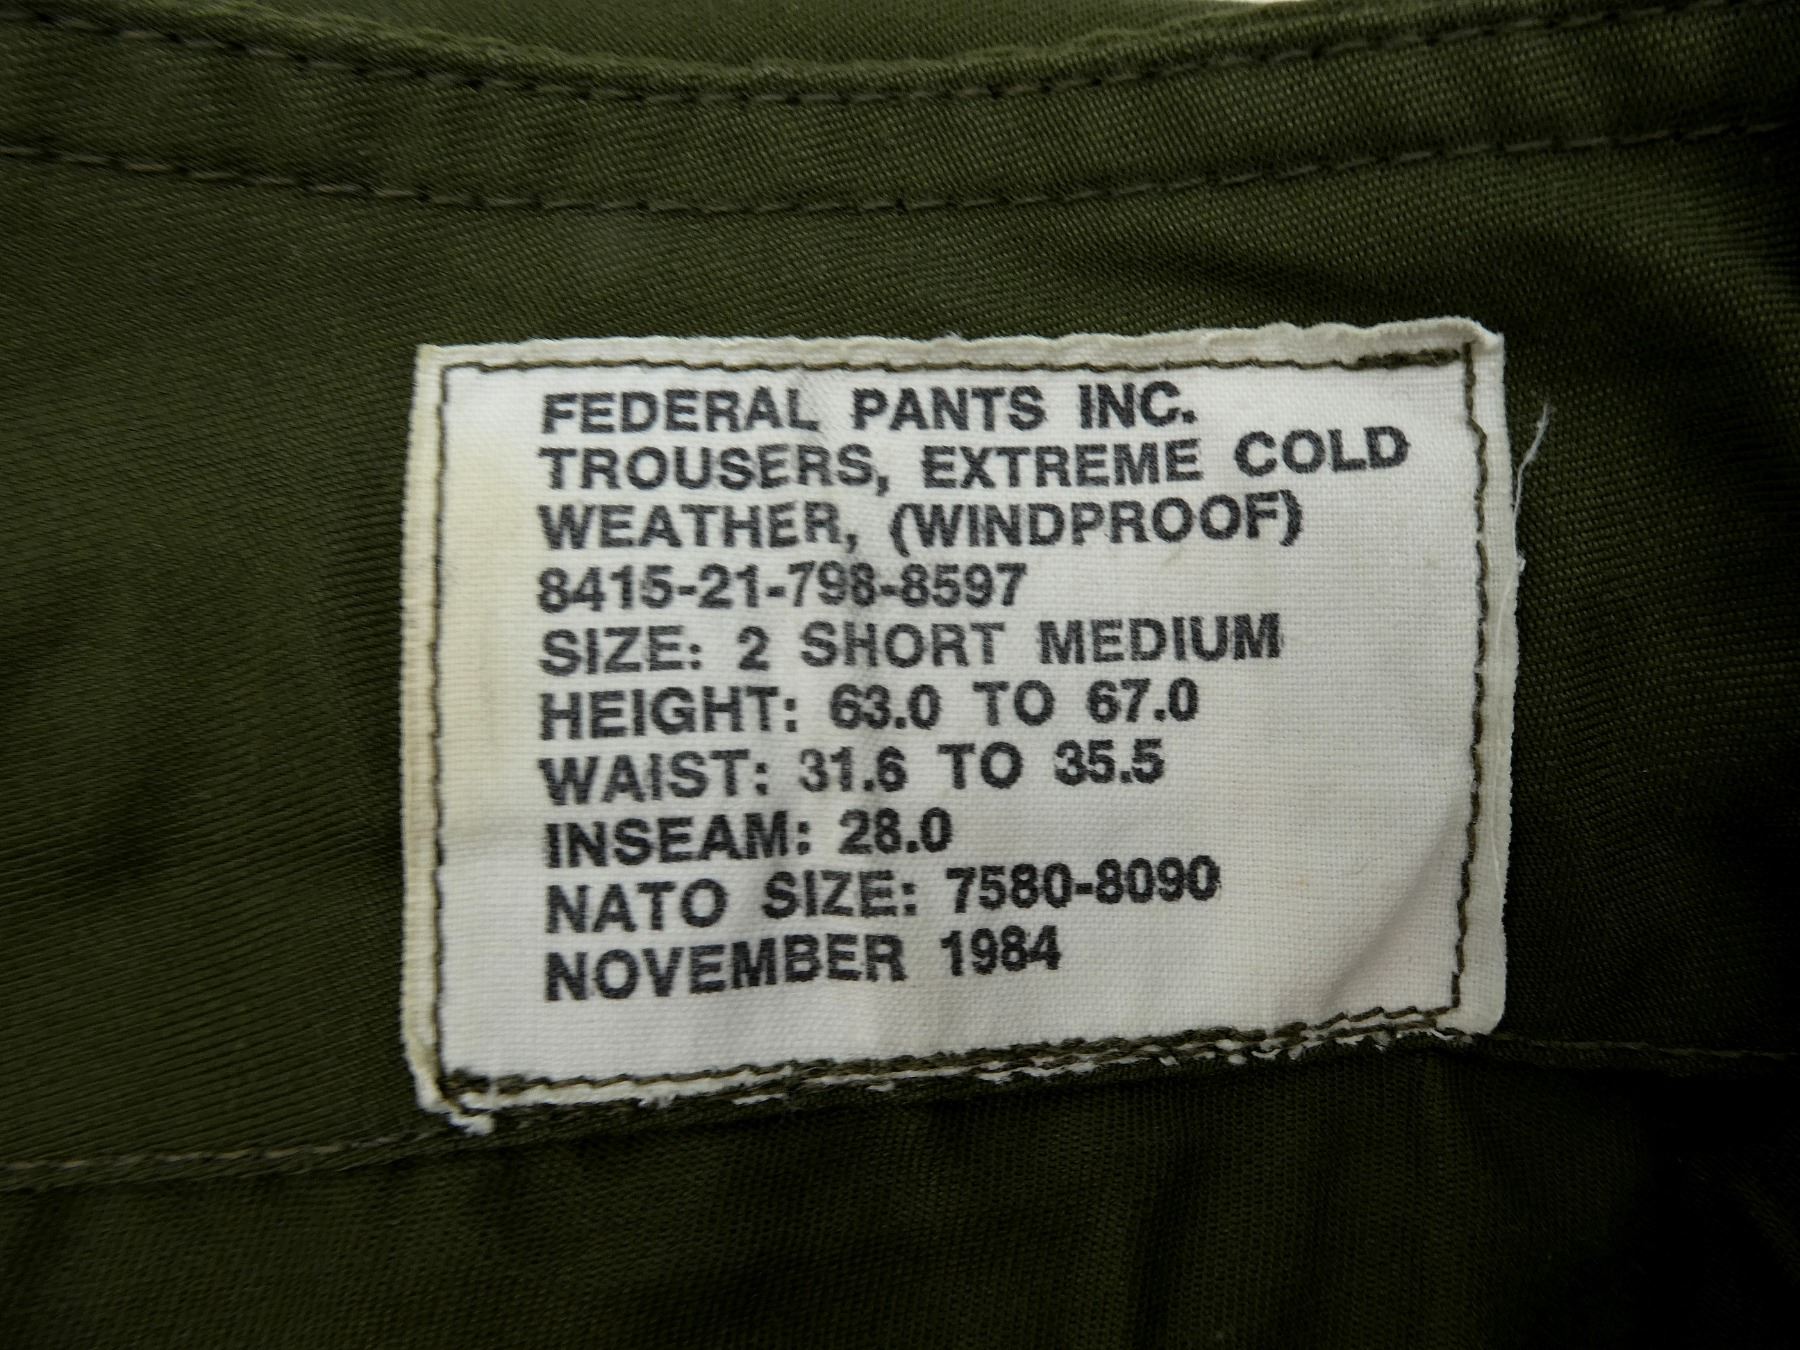 FEDERAL PANTS INC.
TROUSERS, EXTREME COLD
WEATHER, (WINDPROOF)
8415-21-798-8597
SIZE: 2 SHORT MEDIUM
HEIGHT: 63.0 TO 67.0
WAIST: 31.6 TO 35.5
INSEAM: 28.0
NATO SIZE: 7580-8090
NOVEMBER 1984